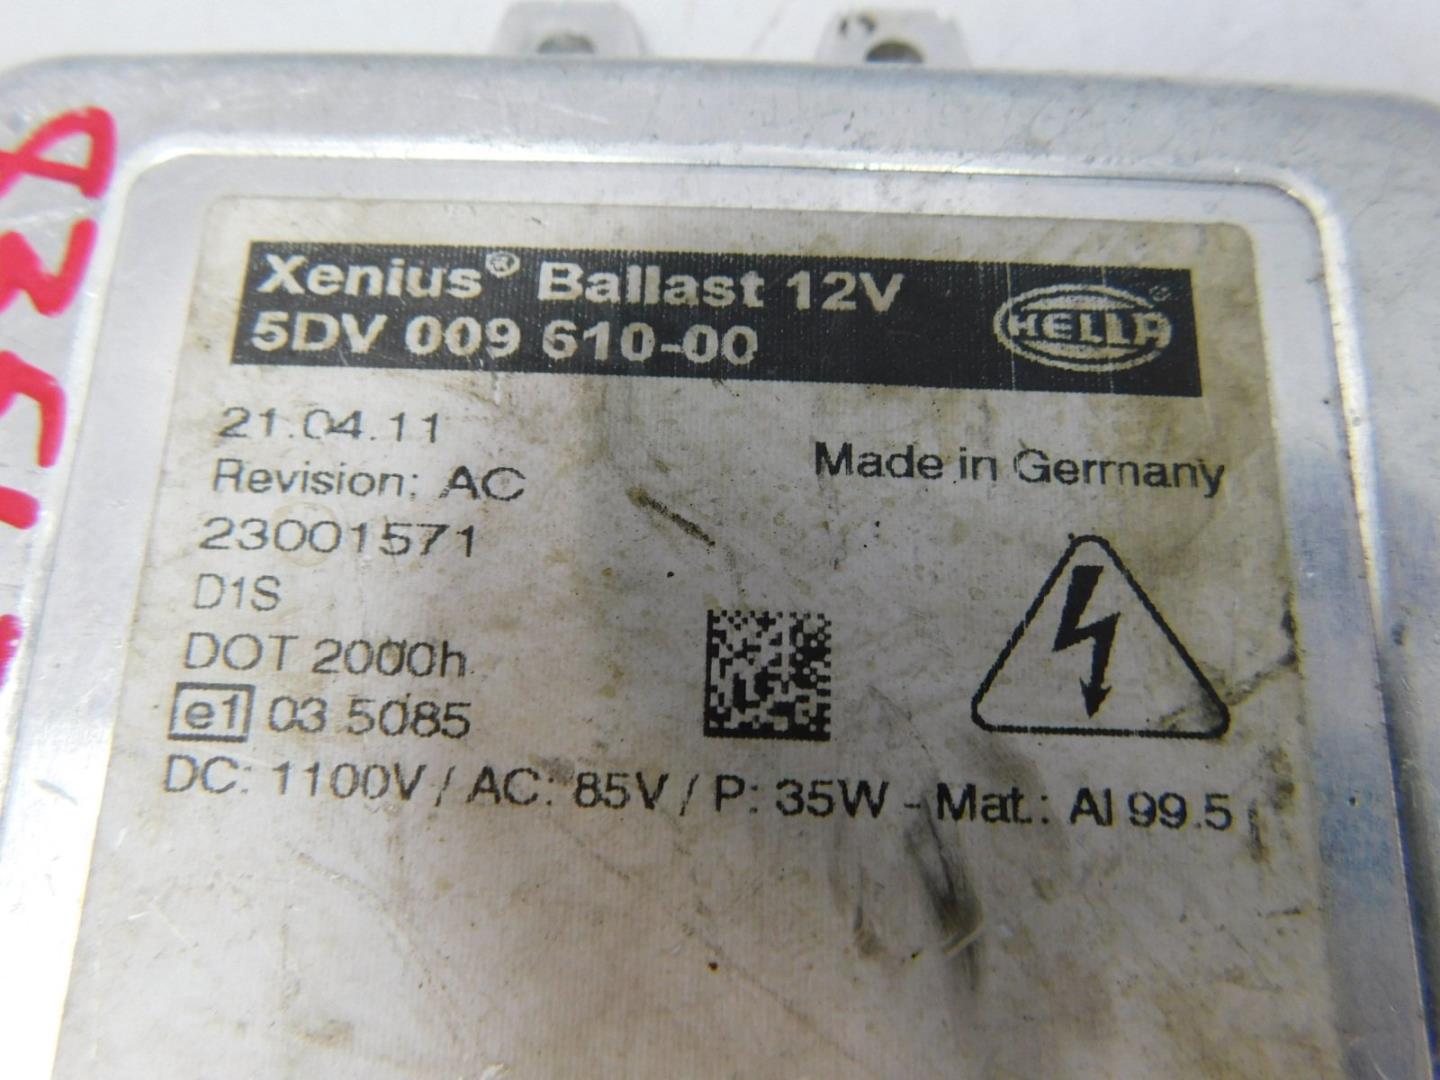 Xenius® Ballast 12V
5DV 009 610-00
HELLA®
21.04.11
Revision: AC
Made in Germany
23001571
D1S
DOT 2000h
e1 03 5085
DC: 1100V / AC: 85V / P: 35W - Mat.: Al 99.5